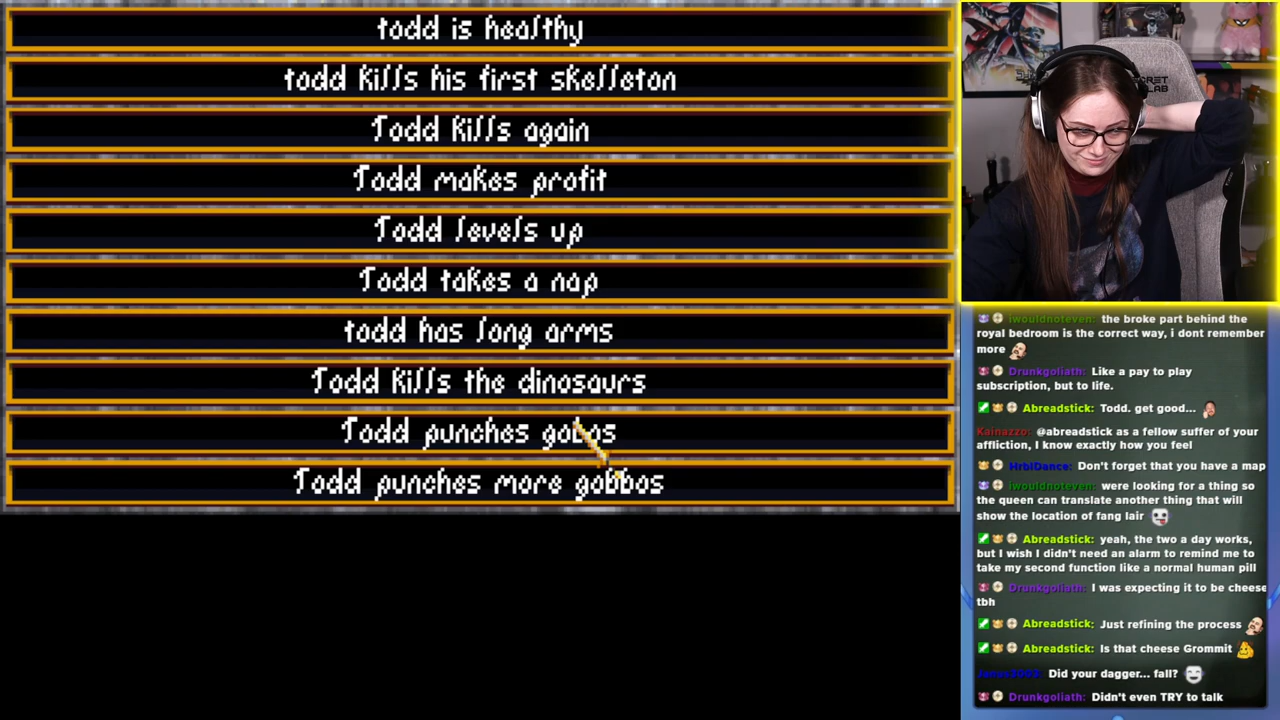 todd is healthy
todd kills his first skelleton
Todd kills again
Todd makes profit
Todd levels up
Todd takes a nap
todd has long arms
Todd kills the dinosaurs
Todd punches gobos
Todd punches more gobbos
SECRET
LAB
iwouldnoteven: the broke part behind the
royal bedroom is the correct way, i dont remember
more
Drunkgoliath: Like a pay to play
subscription, but to life.
Abreadstick: Todd. get good...
Kainazzo: @abreadstick as a fellow suffer of your
affliction, I know exactly how you feel
HrblDance: Don't forget that you have a map
iwouldnoteven: were looking for a thing so
the queen can translate another thing that will
show the location of fang lair
Abreadstick: yeah, the two a day works,
but I wish I didn't need an alarm to remind me to
take my second function like a normal human pill
Drunkgoliath: I was expecting it to be cheese
tbh
Abreadstick: Just refining the process
Abreadstick: Is that cheese Grommit
Did your dagger... fall?
Drunkgoliath: Didn't even TRY to talk